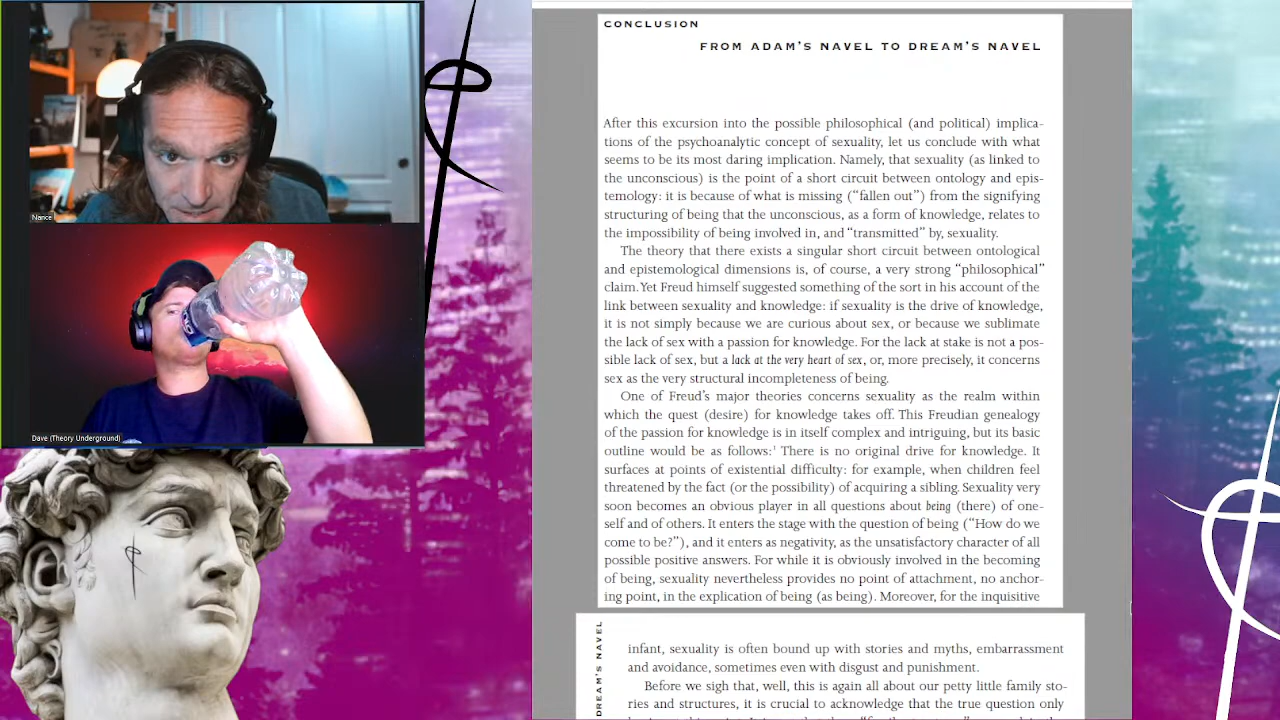 Nance
Dave (Theory Underground)
CONCLUSION
FROM ADAM'S NAVEL TO DREAM'S NAVEL
After this excursion into the possible philosophical (and political) implica-
tions of the psychoanalytic concept of sexuality, let us conclude with what
seems to be its most daring implication. Namely, that sexuality (as linked to
the unconscious) is the point of a short circuit between ontology and epis-
temology: it is because of what is missing (“fallen out”) from the signifying
structuring of being that the unconscious, as a form of knowledge, relates to
the impossibility of being involved in, and “transmitted” by, sexuality.
The theory that there exists a singular short circuit between ontological
and epistemological dimensions is, of course, a very strong “philosophical”
claim. Yet Freud himself suggested something of the sort in his account of the
link between sexuality and knowledge: if sexuality is the drive of knowledge,
it is not simply because we are curious about sex, or because we sublimate
the lack of sex with a passion for knowledge. For the lack at stake is not a pos-
sible lack of sex, but a lack at the very heart of sex, or, more precisely, it concerns
sex as the very structural incompleteness of being.
One of Freud's major theories concerns sexuality as the realm within
which the quest (desire) for knowledge takes off. This Freudian genealogy
of the passion for knowledge is in itself complex and intriguing, but its basic
outline would be as follows:¹ There is no original drive for knowledge. It
surfaces at points of existential difficulty: for example, when children feel
threatened by the fact (or the possibility) of acquiring a sibling. Sexuality very
soon becomes an obvious player in all questions about being (there) of one-
self and of others. It enters the stage with the question of being (“How do we
come to be?”), and it enters as negativity, as the unsatisfactory character of all
possible positive answers. For while it is obviously involved in the becoming
of being, sexuality nevertheless provides no point of attachment, no anchor-
ing point, in the explication of being (as being). Moreover, for the inquisitive
DREAM'S NAVEL
infant, sexuality is often bound up with stories and myths, embarrassment
and avoidance, sometimes even with disgust and punishment.
Before we sigh that, well, this is again all about our petty little family sto-
ries and structures, it is crucial to acknowledge that the true question only